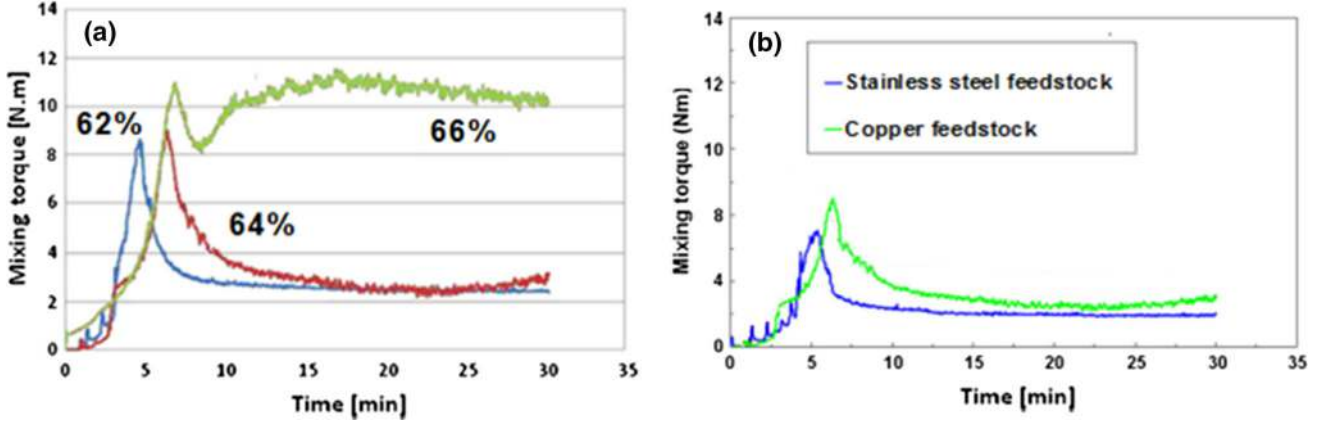 (a)
Mixing torque [N.m]
14
12
10
8
6
4
2
0
62%
64%
66%
0 5 10 15 20 25 30 35
Time [min]
(b)
Mixing torque (Nm)
14
12
10
8
4
0
Stainless steel feedstock
Copper feedstock
0 5 10 15 20 25 30 35
Time [min]